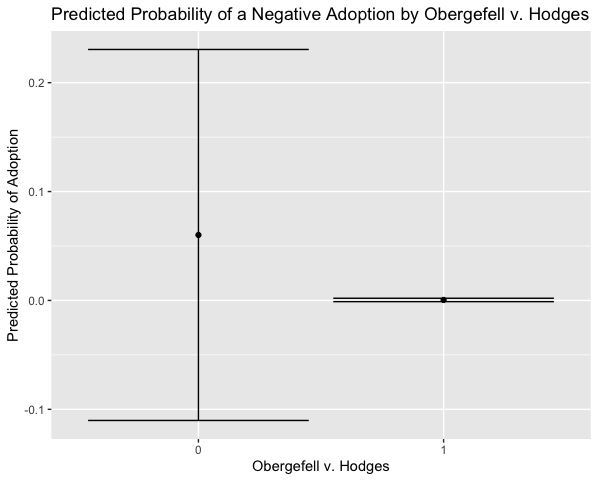 Predicted Probability of a Negative Adoption by Obergefell v. Hodges
Predicted Probability of Adoption
0.2
0.1
0.0
-0.1
0 1
Obergefell v. Hodges